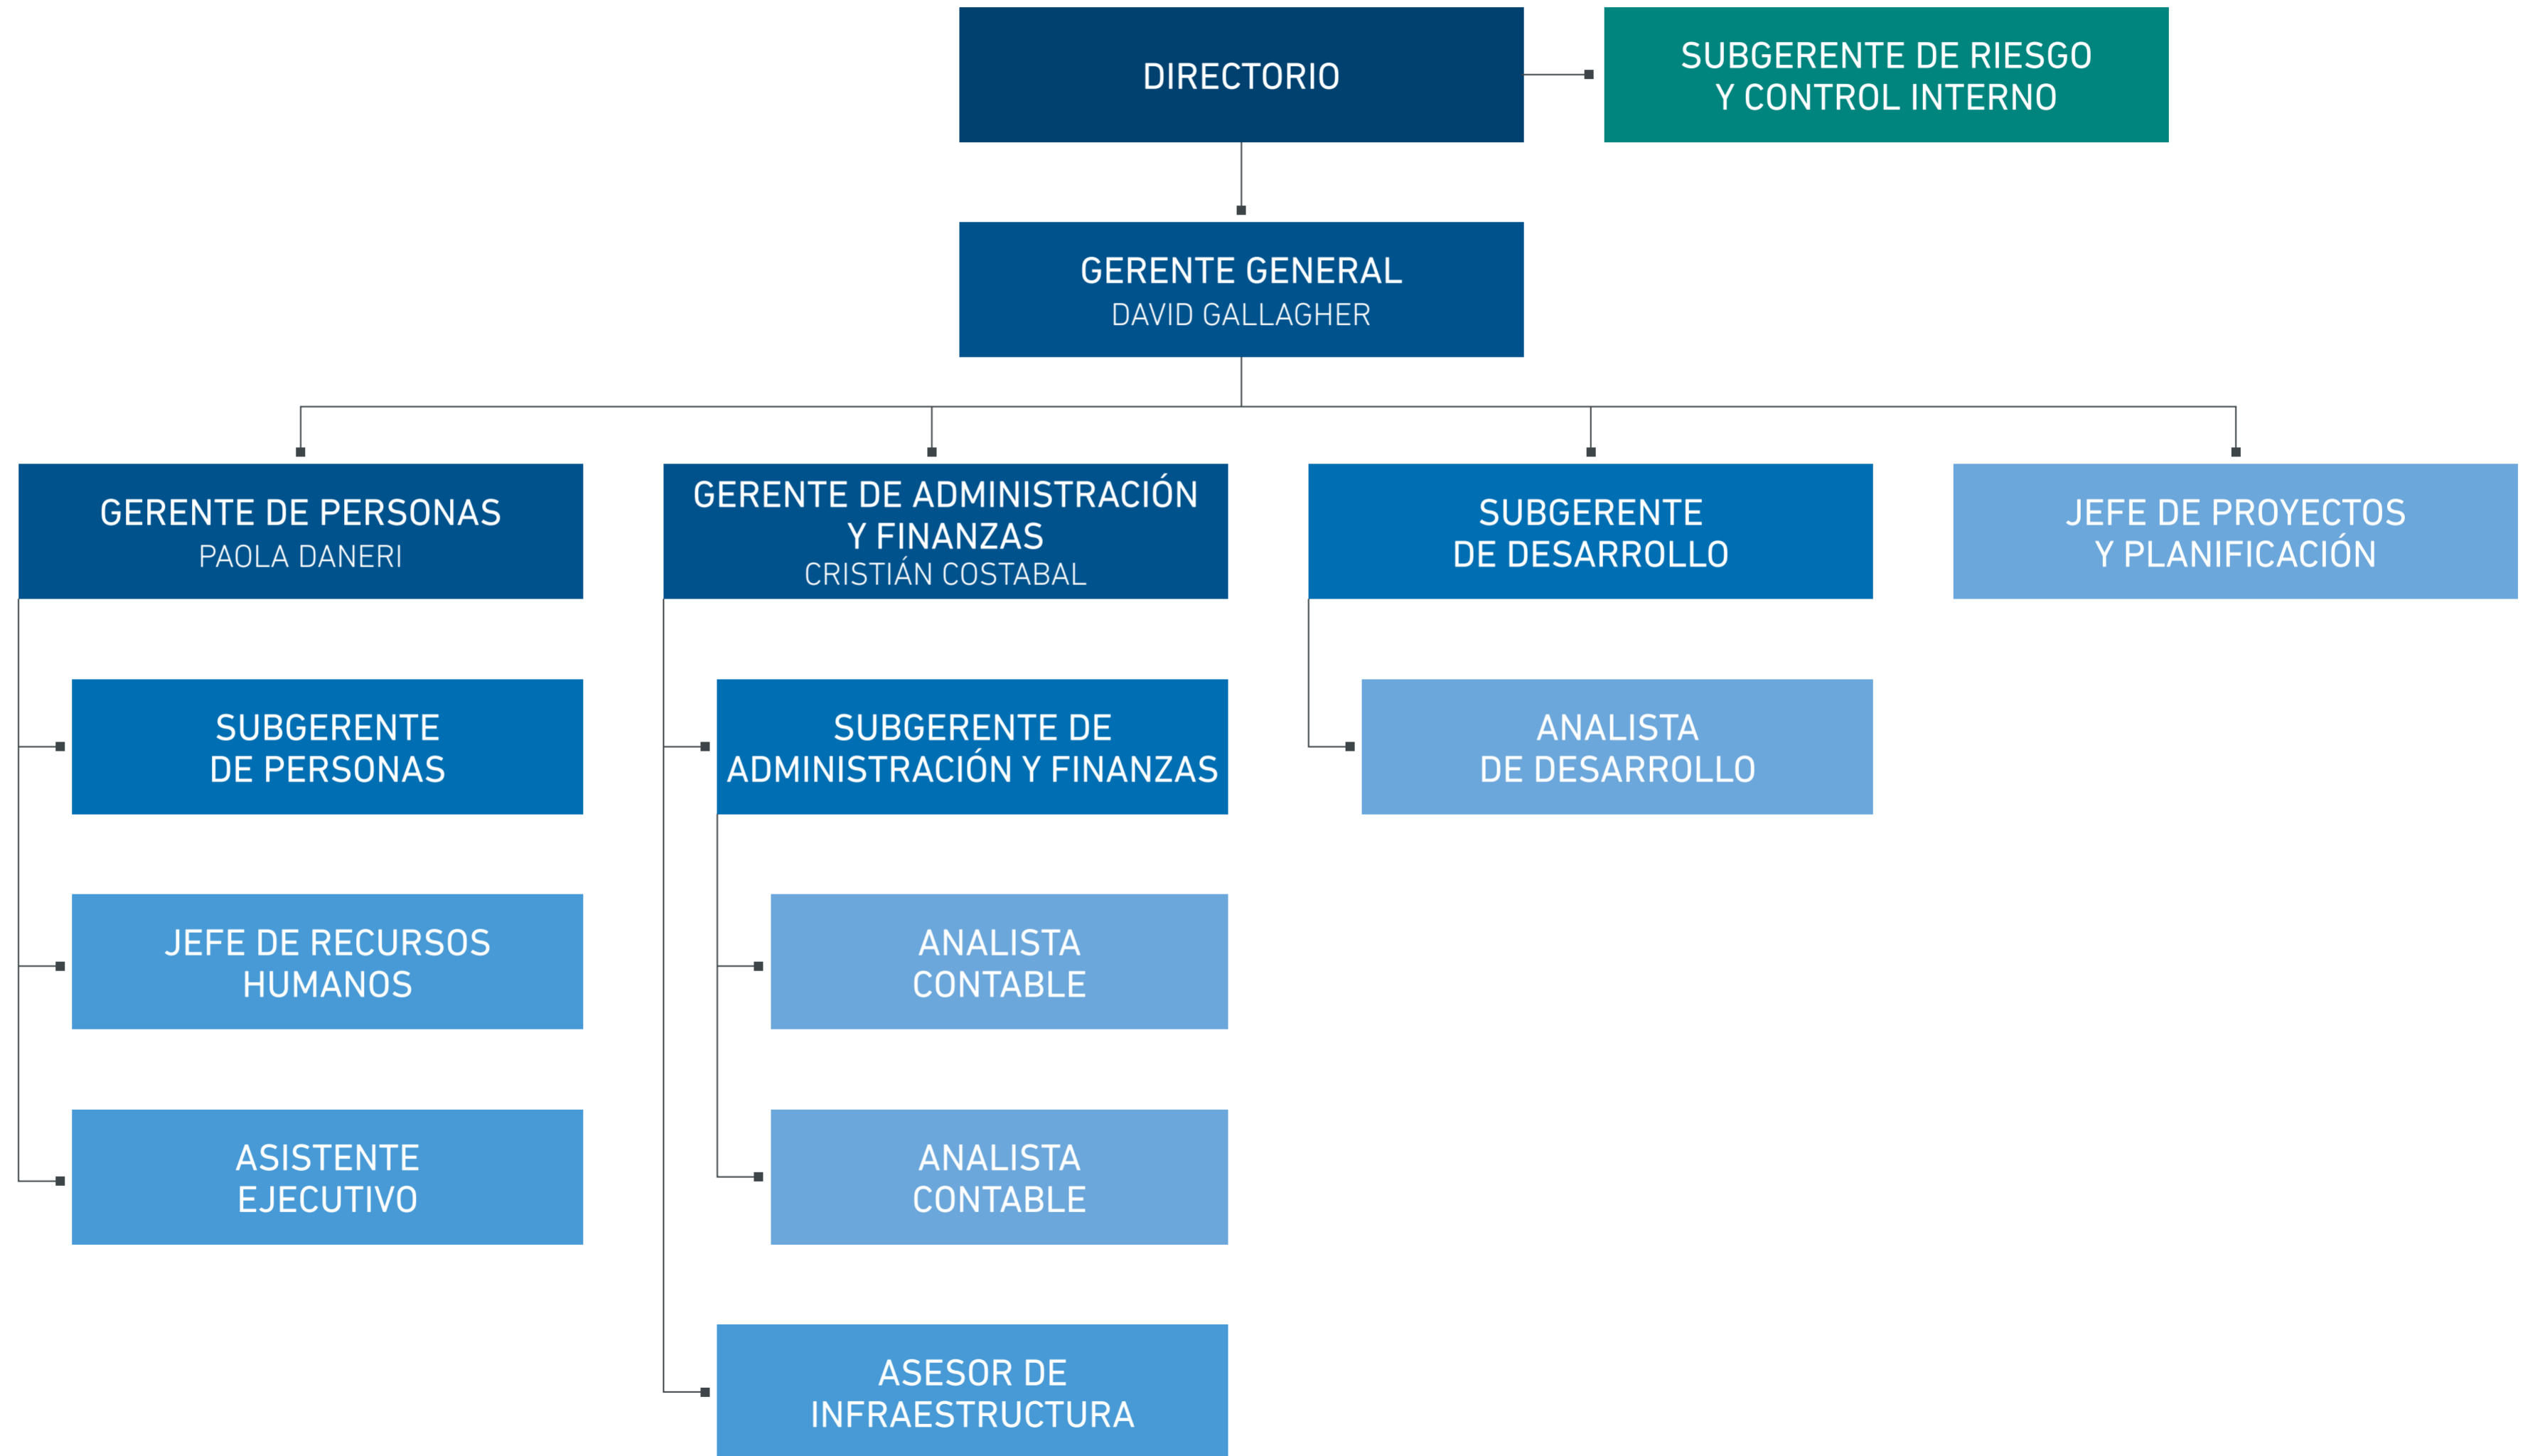 DIRECTORIO
SUBGERENTE DE RIESGO
Y CONTROL INTERNO
GERENTE GENERAL
DAVID GALLAGHER
GERENTE DE PERSONAS
PAOLA DANERI
GERENTE DE ADMINISTRACIÓN
Y FINANZAS
CRISTIÁN COSTABAL
SUBGERENTE
DE DESARROLLO
JEFE DE PROYECTOS
Y PLANIFICACIÓN
SUBGERENTE
DE PERSONAS
SUBGERENTE DE
ADMINISTRACIÓN Y FINANZAS
ANALISTA
DE DESARROLLO
JEFE DE RECURSOS
HUMANOS
ANALISTA
CONTABLE
ASISTENTE
EJECUTIVO
ANALISTA
CONTABLE
ASESOR DE
INFRAESTRUCTURA